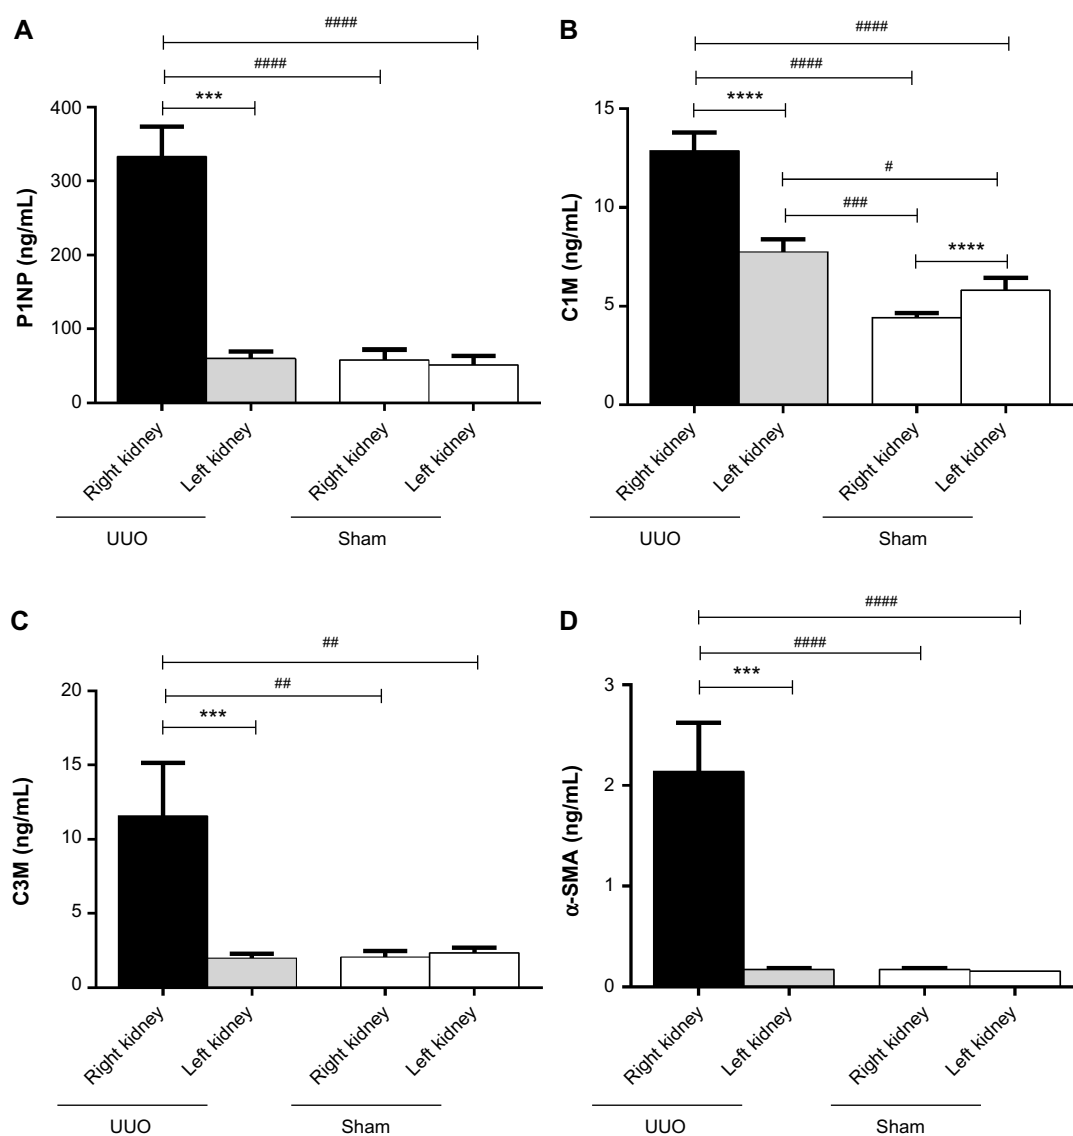 A
####
####
***
400
300
200
100
0
P1NP (ng/mL)
Right kidney
Left kidney
Right kidney
Left kidney
UUO
Sham
B
####
####
****
#
###
****
15
10
5
0
C1M (ng/mL)
Right kidney
Left kidney
Right kidney
Left kidney
UUO
Sham
C
##
##
***
20
15
10
5
0
C3M (ng/mL)
Right kidney
Left kidney
Right kidney
Left kidney
UUO
Sham
D
####
####
***
3
2
1
0
α-SMA (ng/mL)
Right kidney
Left kidney
Right kidney
Left kidney
UUO
Sham